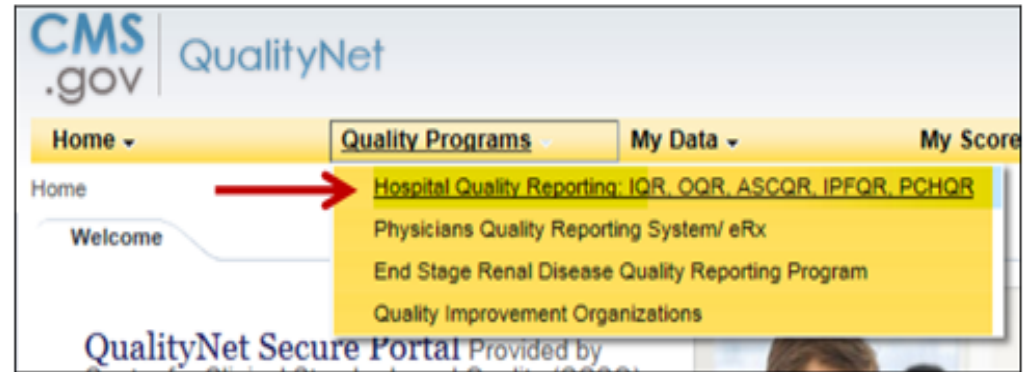 CMS
.gov
QualityNet
Home Quality Programs My Data My Score
Home
Hospital Quality Reporting: IQR, OQR, ASCQR, IPFQR, PCHQR
Welcome
Physicians Quality Reporting System/ eRx
End Stage Renal Disease Quality Reporting Program
Quality Improvement Organizations
QualityNet Secure Portal Provided by